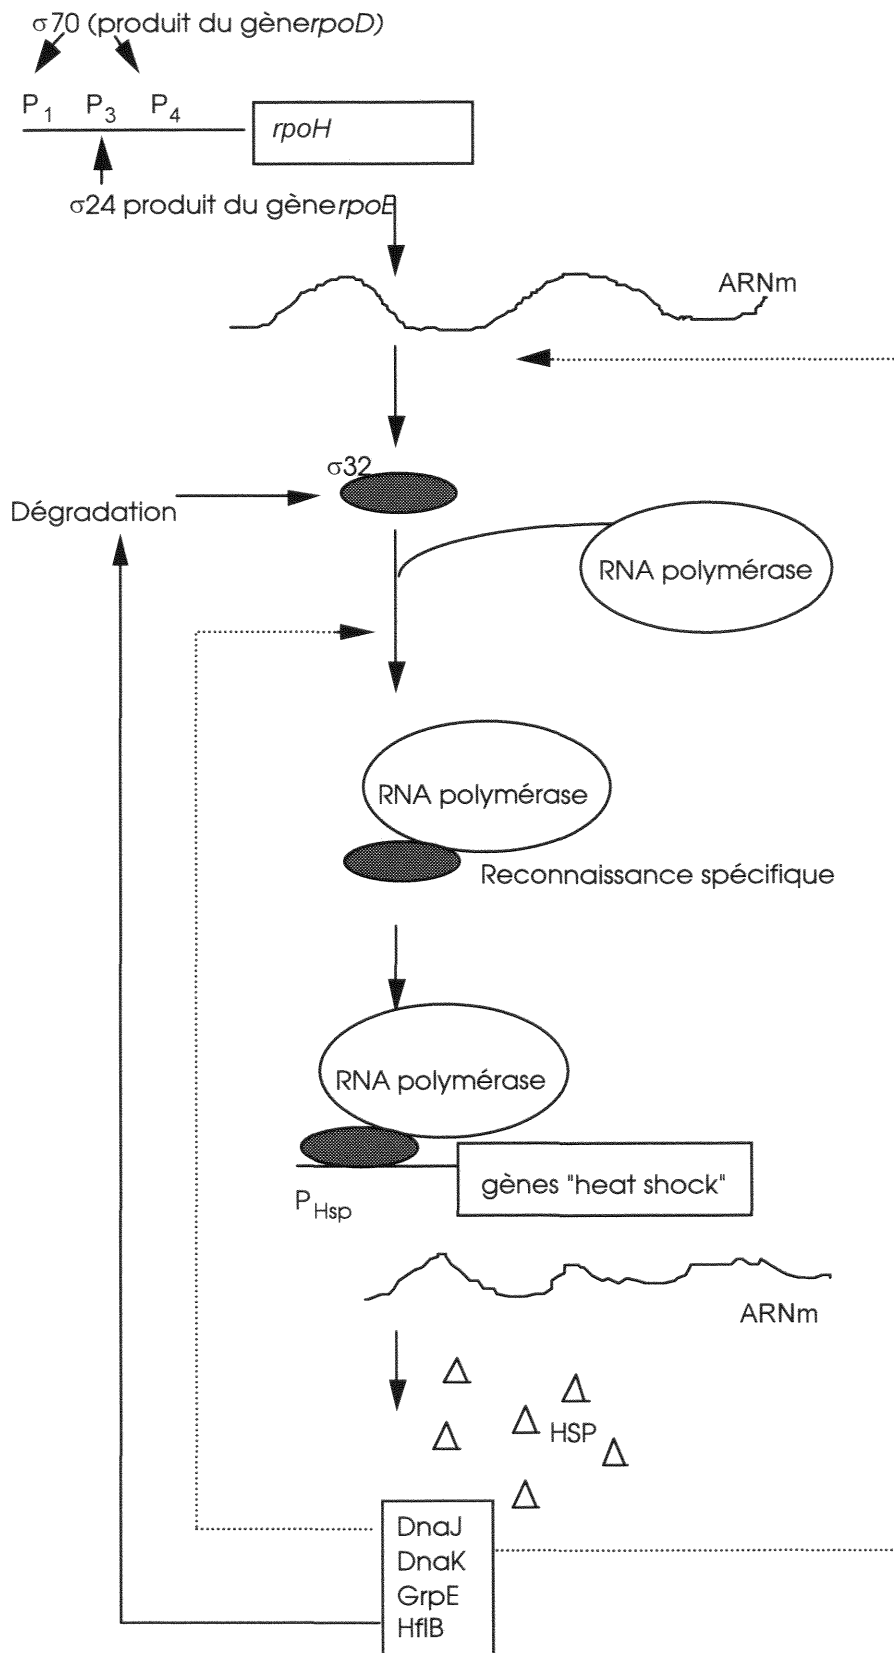 σ70 (produit du gènerpoD)
P1 P3 P4
rpoH
σ24 produit du gènerpoE
ARNm
σ32
Dégradation
RNA polymérase
RNA polymérase
Reconnaissance spécifique
RNA polymérase
gènes "heat shock"
PHsp
ARNm
HSP
DnaJ
DnaK
GrpE
HflB